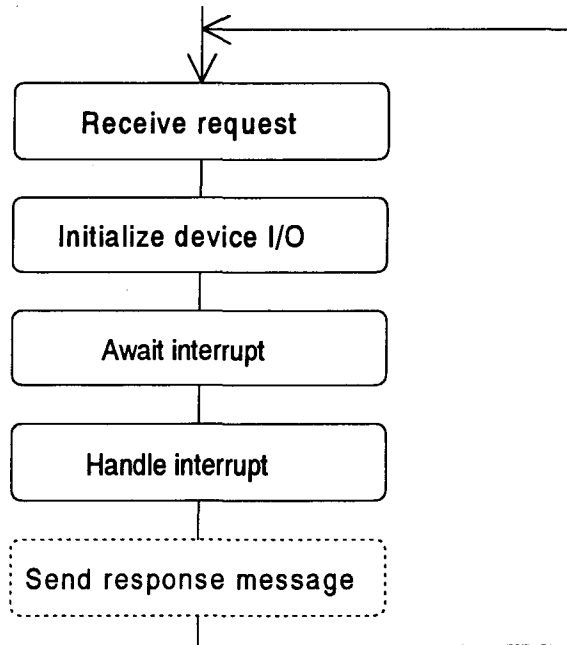 Receive request
Initialize device I/O
Await interrupt
Handle interrupt
Send response message